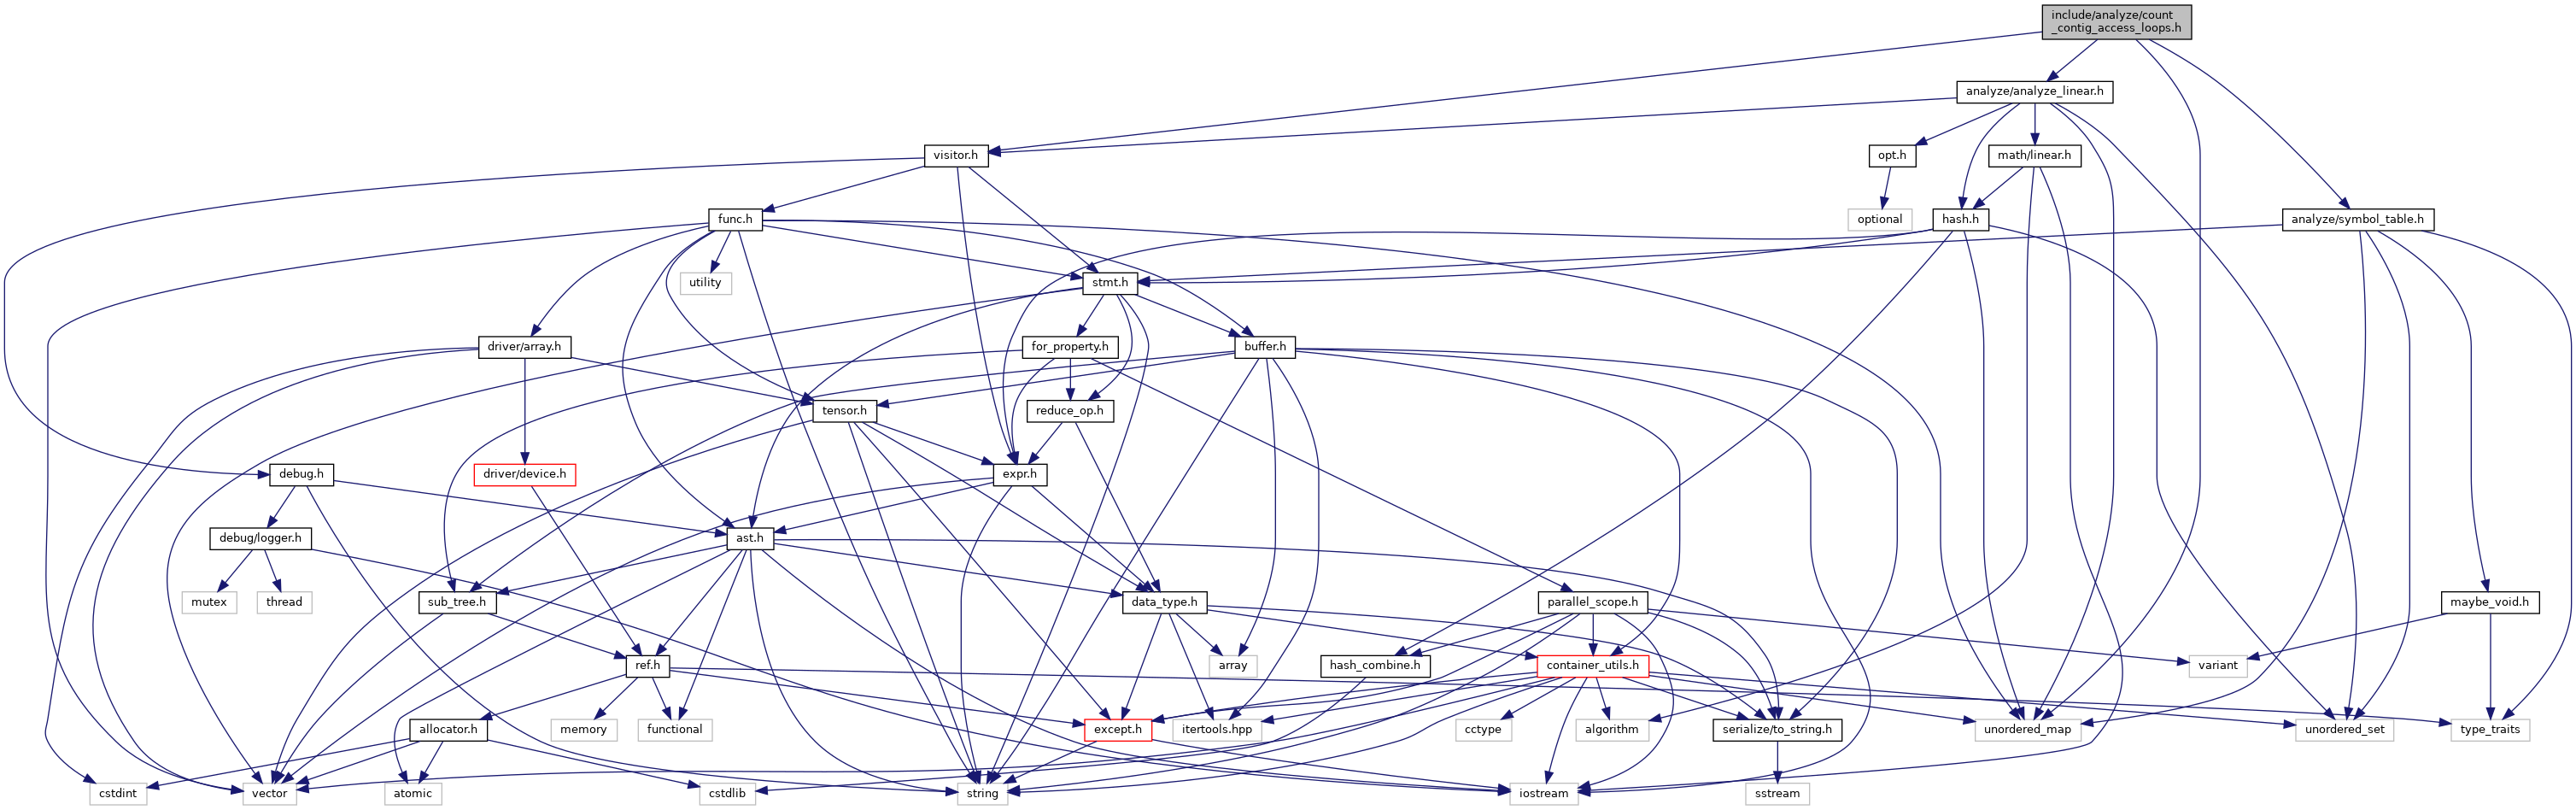 include/analyze/count
_contig_access_loops.h
analyze/analyze_linear.h
visitor.h
opt.h
math/linear.h
func.h
optional
hash.h
analyze/symbol_table.h
utility
stmt.h
driver/array.h
for_property.h
buffer.h
tensor.h
reduce_op.h
debug.h
driver/device.h
expr.h
debug/logger.h
ast.h
mutex
thread
sub_tree.h
data_type.h
parallel_scope.h
maybe_void.h
ref.h
array
hash_combine.h
container_utils.h
variant
allocator.h
memory
functional
except.h
itertools.hpp
cctype
algorithm
serialize/to_string.h
unordered_map
unordered_set
type_traits
cstdint
vector
atomic
cstdlib
string
iostream
sstream